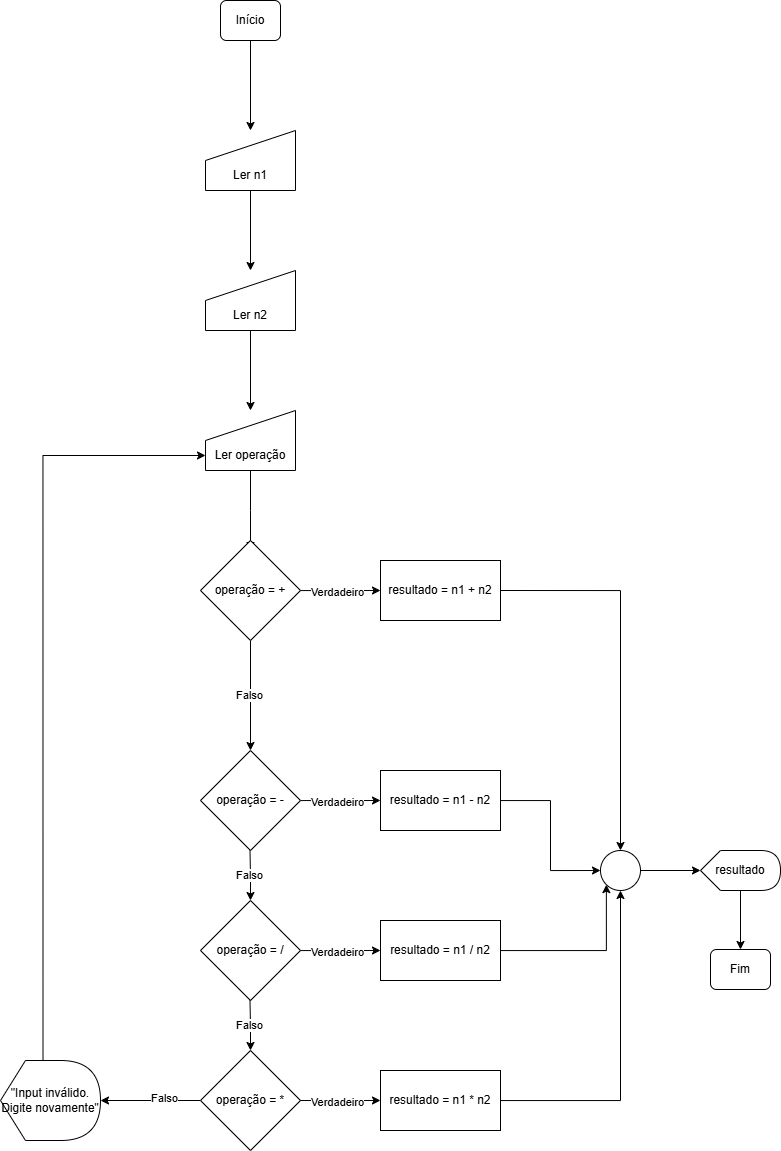 Início
Ler n1
Ler n2
Ler operação
operação = +
Verdadeiro
resultado = n1 + n2
Falso
operação = -
Verdadeiro
resultado = n1 - n2
Falso
resultado
operação = /
Verdadeiro
resultado = n1 / n2
Fim
Falso
"Input inválido.
Digite novamente"
Falso
operação = *
Verdadeiro
resultado = n1 * n2